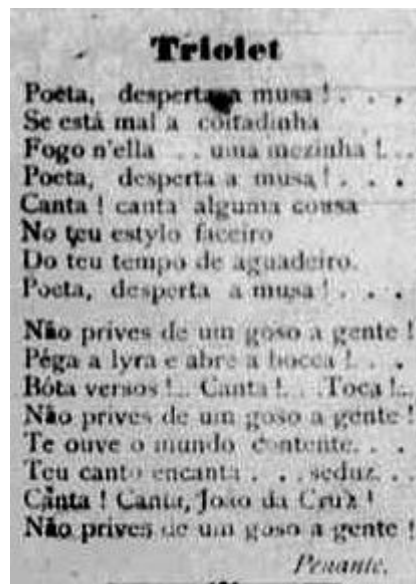 Triolet
Poéta, desperta a musa ! . . .
Se está mal a coitadinha
Fogo n'ella . . uma mezinha !...
Poeta, desperta a musa ! . . .
Canta ! canta alguma cousa
No teu estylo faceiro
Do teu tempo de aguadeiro.
Poeta, desperta a musa ! . . .
Não prives de um goso a gente !
Péga a lyra e abre a bocca ! . . .
Bóta versos !... Canta !... .Toca !...
Não prives de um goso a gente !
Te ouve o mundo contente. . .
Teu canto encanta . . . seduz. . .
Canta ! Canta, João da Cruz !
Não prives de um goso a gente !
Penante.